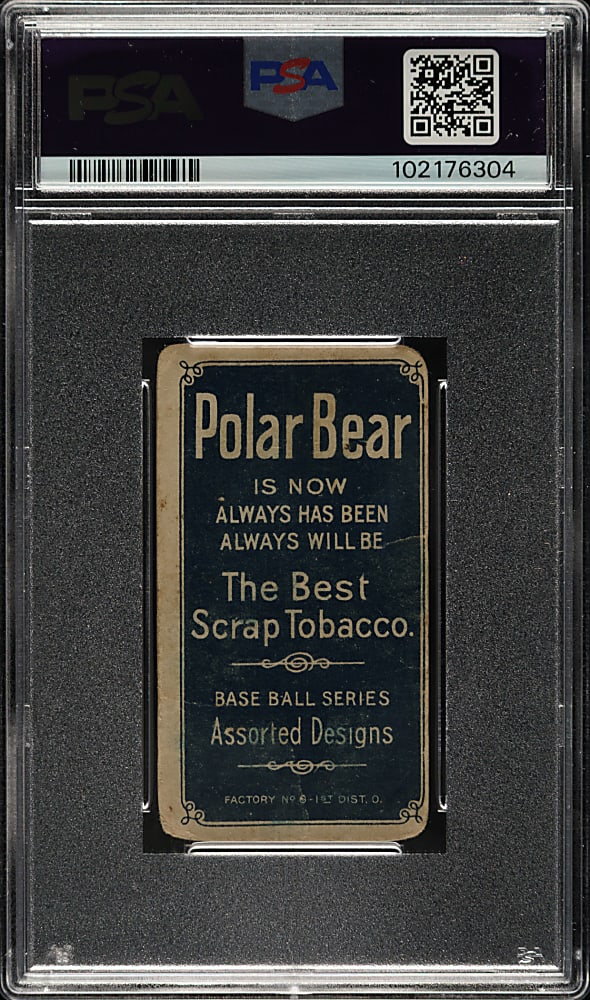 PSA
PSA
102176304
Polar Bear
IS NOW
ALWAYS HAS BEEN
ALWAYS WILL BE
The Best
Scrap Tobacco.
BASE BALL SERIES
Assorted Designs
FACTORY Nº 6-1ST DIST. O.